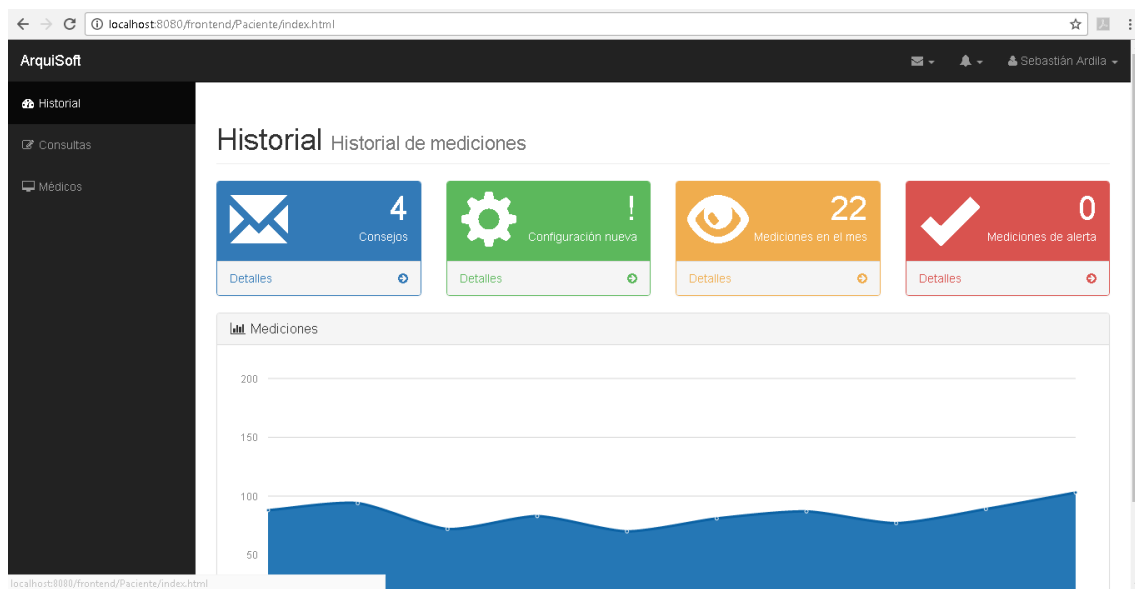 localhost:8080/frontend/Paciente/index.html
ArquiSoft
Sebastián Ardila
Historial
Consultas
Médicos
Historial Historial de mediciones
4
Consejos
Detalles
!
Configuración nueva
Detalles
22
Mediciones en el mes
Detalles
0
Mediciones de alerta
Detalles
Mediciones
200
150
100
50
localhost:8080/frontend/Paciente/index.html